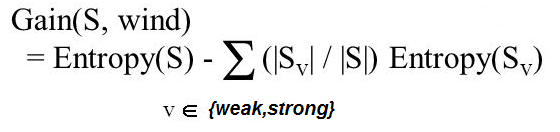 Gain(S, wind)
= Entropy(S) - ∑ (|Sᵥ| / |S|) Entropy(Sᵥ)
v ∈ {weak,strong}